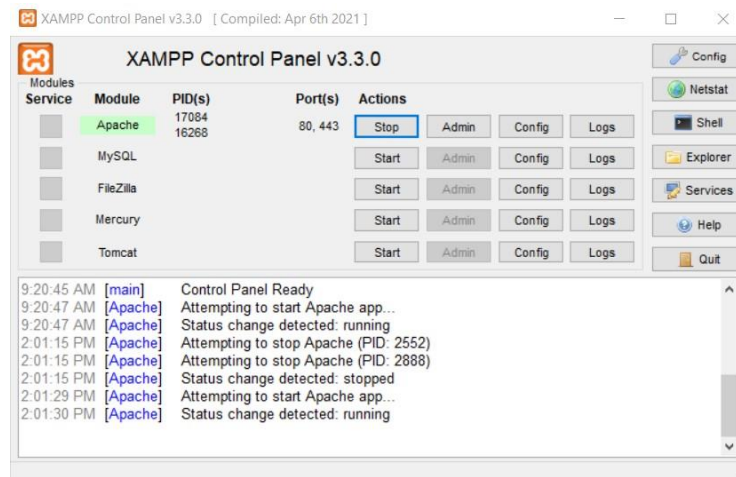 XAMPP Control Panel v3.3.0 [ Compiled: Apr 6th 2021 ]
XAMPP Control Panel v3.3.0
Config
Modules
Service Module PID(s) Port(s) Actions
Netstat
Apache 17084 16268 80, 443 Stop Admin Config Logs
Shell
MySQL Start Admin Config Logs
Explorer
FileZilla Start Admin Config Logs
Services
Mercury Start Admin Config Logs
Help
Tomcat Start Admin Config Logs
Quit
9:20:45 AM [main] Control Panel Ready
9:20:47 AM [Apache] Attempting to start Apache app...
9:20:47 AM [Apache] Status change detected: running
2:01:15 PM [Apache] Attempting to stop Apache (PID: 2552)
2:01:15 PM [Apache] Attempting to stop Apache (PID: 2888)
2:01:15 PM [Apache] Status change detected: stopped
2:01:29 PM [Apache] Attempting to start Apache app...
2:01:30 PM [Apache] Status change detected: running